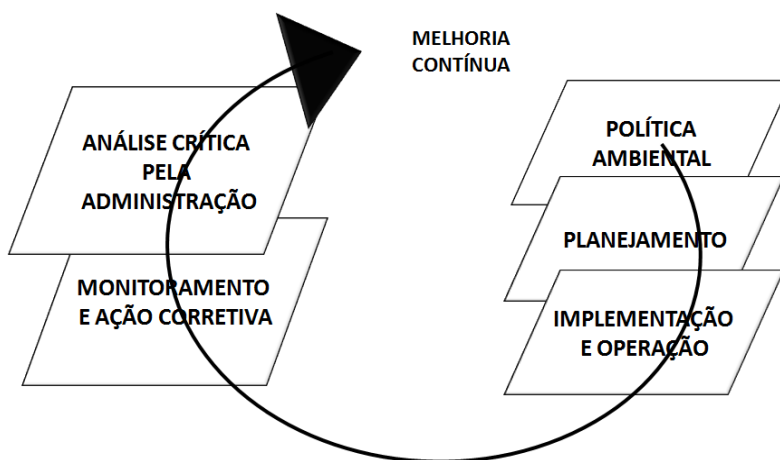 MELHORIA
CONTÍNUA
POLÍTICA
AMBIENTAL
PLANEJAMENTO
IMPLEMENTAÇÃO
E OPERAÇÃO
MONITORAMENTO
E AÇÃO CORRETIVA
ANÁLISE CRÍTICA
PELA
ADMINISTRAÇÃO